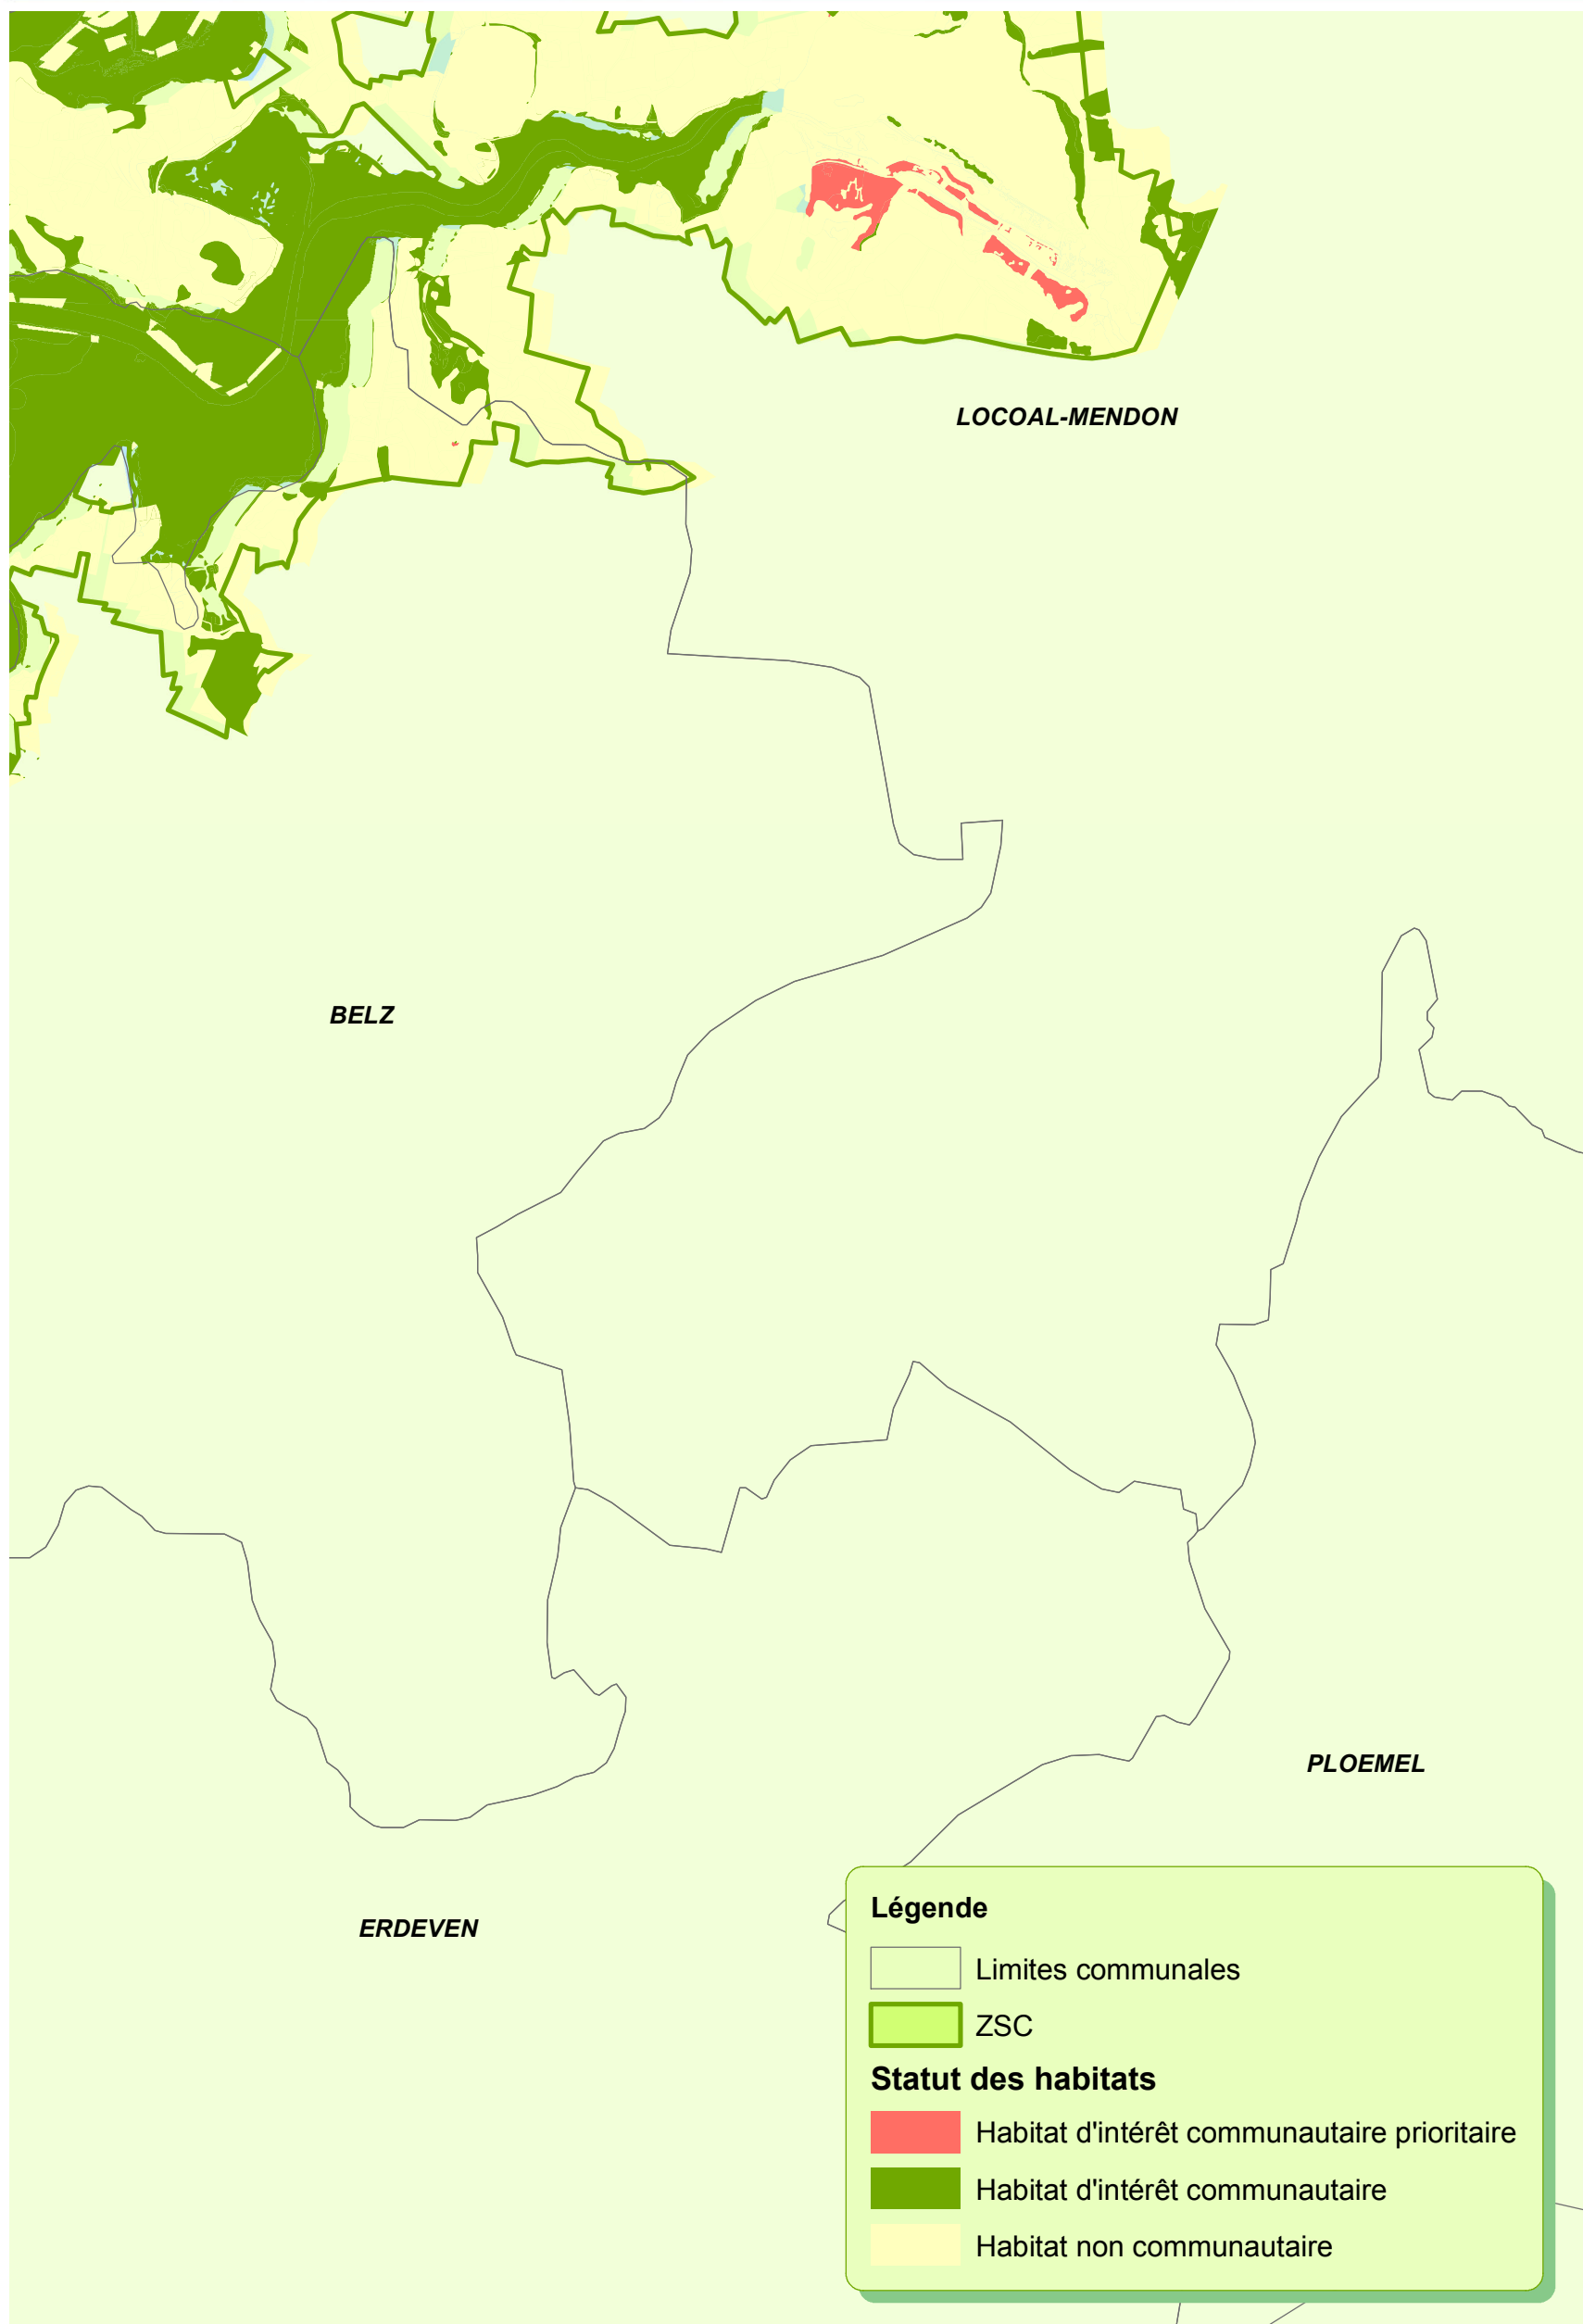 LOCOAL-MENDON
BELZ
PLOEMEL
ERDEVEN
Légende
Limites communales
ZSC
Statut des habitats
Habitat d'intérêt communautaire prioritaire
Habitat d'intérêt communautaire
Habitat non communautaire